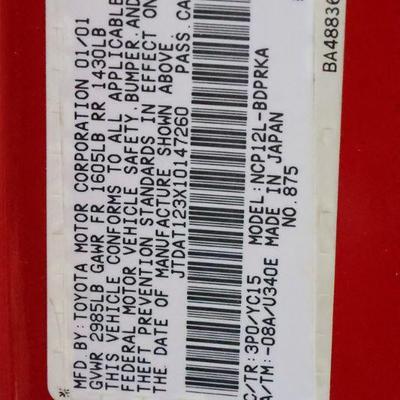 MFD.BY:TOYOTA MOTOR CORPORATION 01/01
GVWR 2985LB GAWR FR 1605LB RR 1430LB
THIS VEHICLE CONFORMS TO ALL APPLICABLE
FEDERAL MOTOR VEHICLE SAFETY, BUMPER, AND
THEFT PREVENTION STANDARDS IN EFFECT ON
THE DATE OF MANUFACTURE SHOWN ABOVE.
JTDAT123X10147260 PASS. CA
C/TR:3P0/YC15 MODEL:NCP12L-BDPRKA
A/TM:-08A/U340E MADE IN JAPAN
NO.875
BA48836